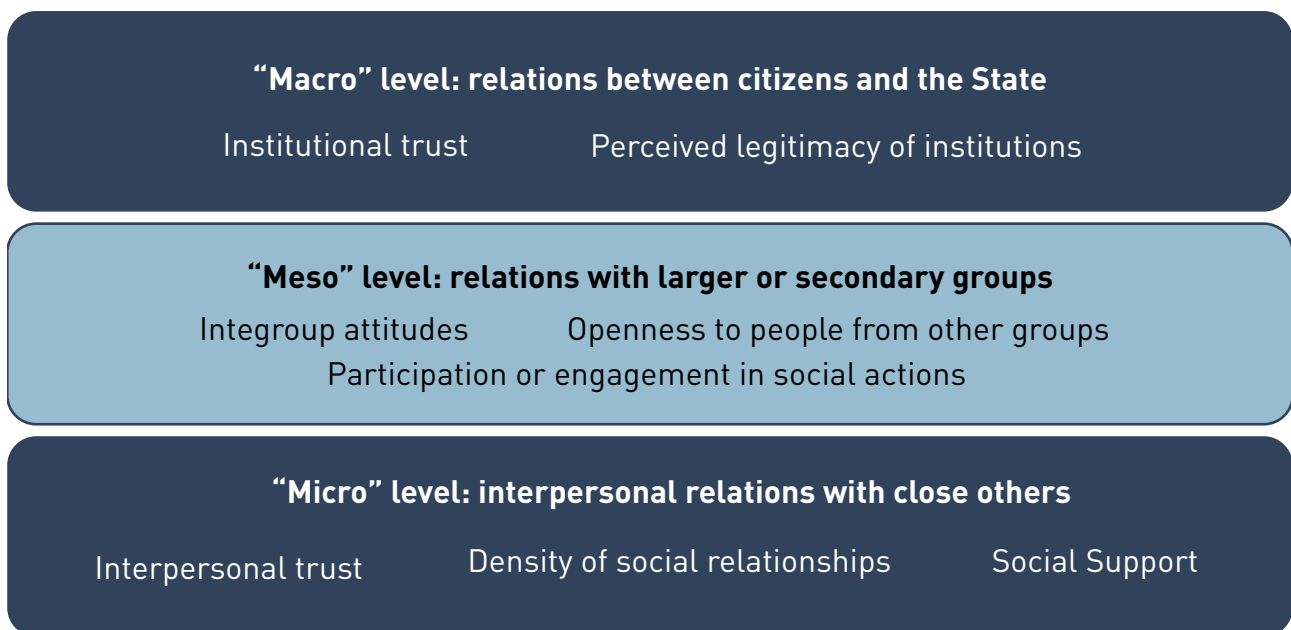 “Macro” level: relations between citizens and the State
Institutional trust Perceived legitimacy of institutions
“Meso” level: relations with larger or secondary groups
Integroup attitudes Openness to people from other groups
Participation or engagement in social actions
“Micro” level: interpersonal relations with close others
Interpersonal trust Density of social relationships Social Support